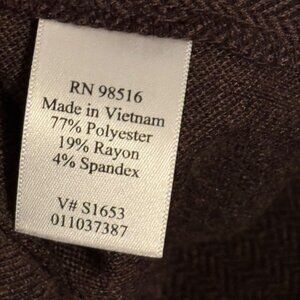 RN 98516
Made in Vietnam
77% Polyester
19% Rayon
4% Spandex
V# S1653
011037387